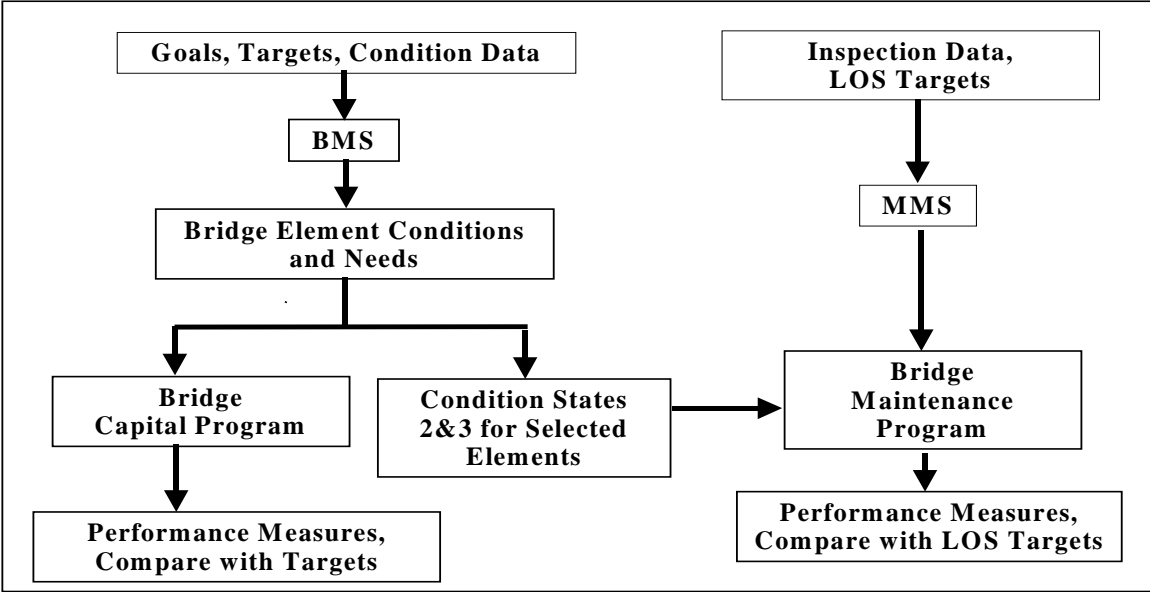 Goals, Targets, Condition Data
Inspection Data,
LOS Targets
BMS
MMS
Bridge Element Conditions
and Needs
Bridge
Capital Program
Condition States
2&3 for Selected
Elements
Bridge
Maintenance
Program
Performance Measures,
Compare with Targets
Performance Measures,
Compare with LOS Targets